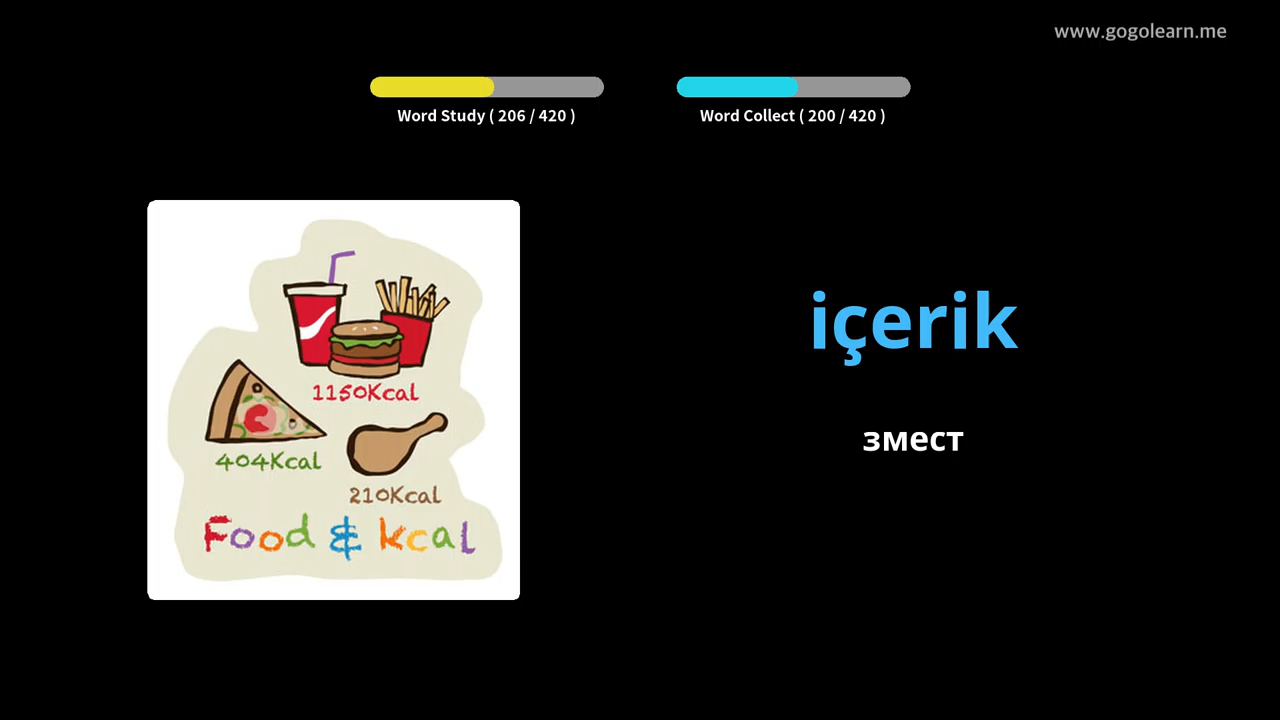 www.gogolearn.me
Word Study ( 206 / 420 )
Word Collect ( 200 / 420 )
1150Kcal
404Kcal
210Kcal
Food & kcal
içerik
змест